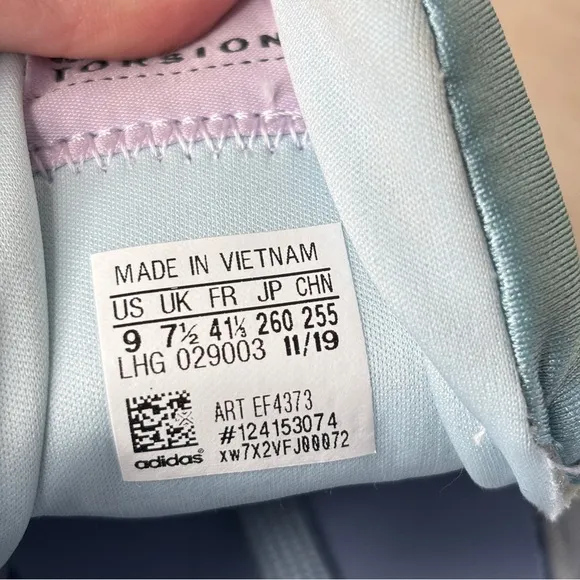 TORSION
MADE IN VIETNAM
US UK FR JP CHN
9 7½ 41⅓ 260 255
LHG 029003 11/19
ART EF4373
#124153074
xw7X2VFJ00072
adidas